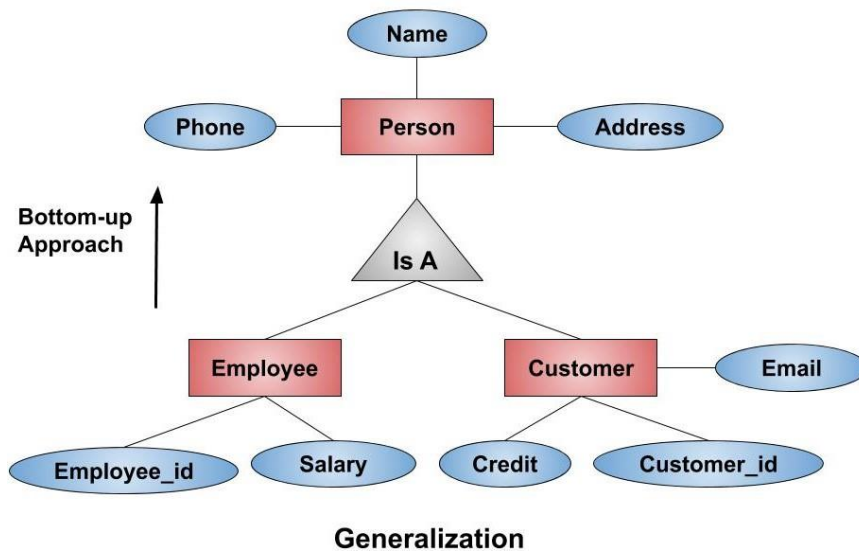 Name
Phone
Person
Address
Bottom-up
Approach
Is A
Employee
Customer
Email
Employee_id
Salary
Credit
Customer_id
Generalization